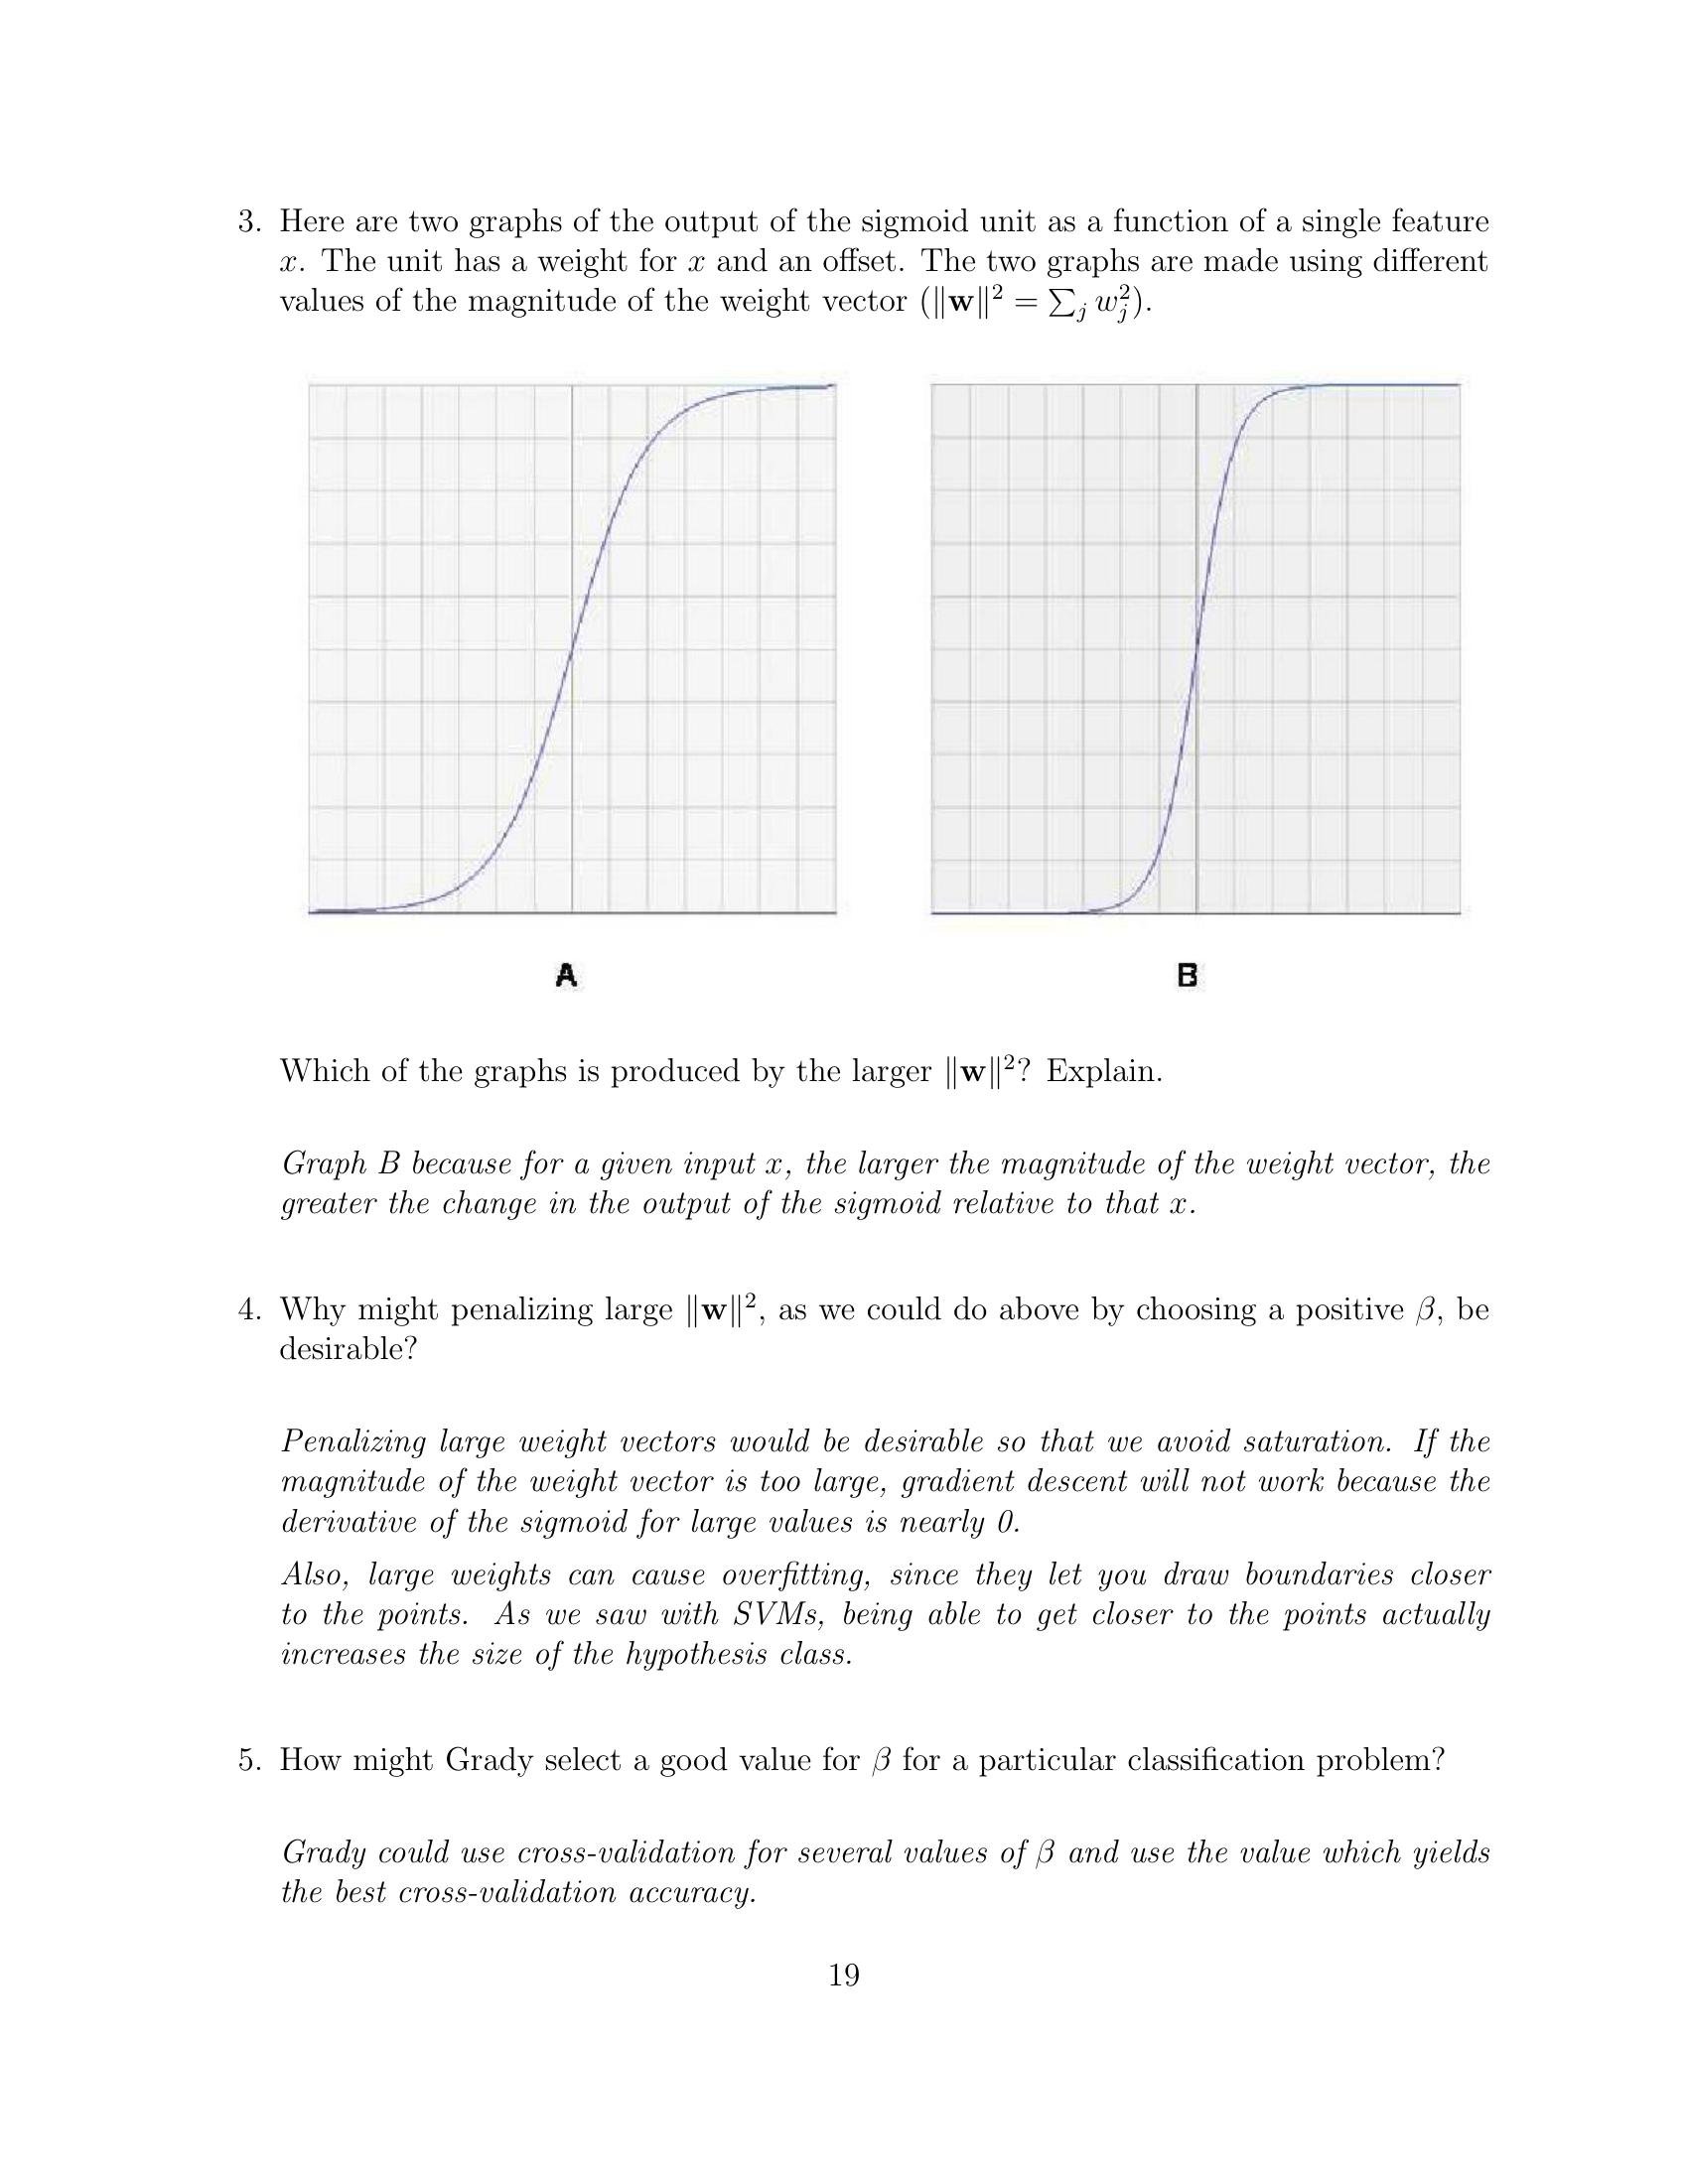 3. Here are two graphs of the output of the sigmoid unit as a function of a single feature
x. The unit has a weight for x and an offset. The two graphs are made using different
values of the magnitude of the weight vector (‖w‖² = ∑ⱼ wⱼ²).
A B
Which of the graphs is produced by the larger ‖w‖²? Explain.
Graph B because for a given input x, the larger the magnitude of the weight vector, the
greater the change in the output of the sigmoid relative to that x.
4. Why might penalizing large ‖w‖², as we could do above by choosing a positive β, be
desirable?
Penalizing large weight vectors would be desirable so that we avoid saturation. If the
magnitude of the weight vector is too large, gradient descent will not work because the
derivative of the sigmoid for large values is nearly 0.
Also, large weights can cause overfitting, since they let you draw boundaries closer
to the points. As we saw with SVMs, being able to get closer to the points actually
increases the size of the hypothesis class.
5. How might Grady select a good value for β for a particular classification problem?
Grady could use cross-validation for several values of β and use the value which yields
the best cross-validation accuracy.
19